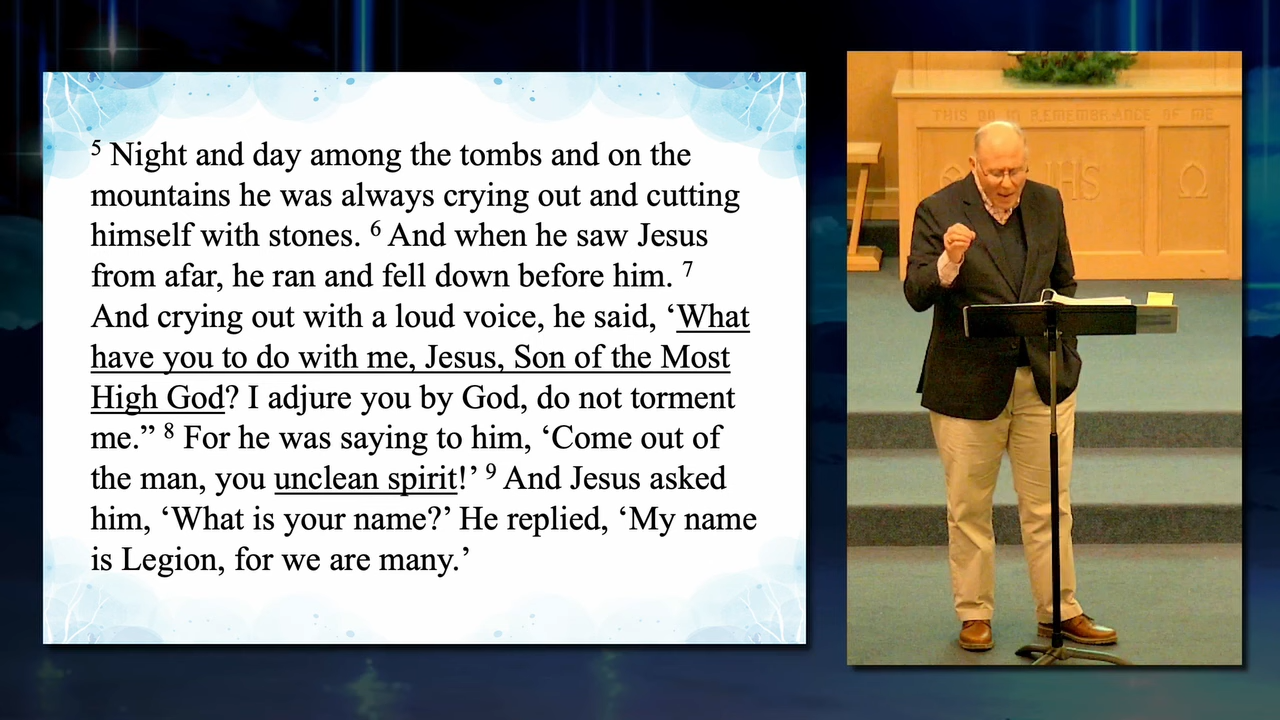 ⁵ Night and day among the tombs and on the
mountains he was always crying out and cutting
himself with stones. ⁶ And when he saw Jesus
from afar, he ran and fell down before him. ⁷
And crying out with a loud voice, he said, ‘What
have you to do with me, Jesus, Son of the Most
High God? I adjure you by God, do not torment
me.” ⁸ For he was saying to him, ‘Come out of
the man, you unclean spirit!’ ⁹ And Jesus asked
him, ‘What is your name?’ He replied, ‘My name
is Legion, for we are many.’
THIS DO IN REMEMBRANCE OF ME
IHS Ω